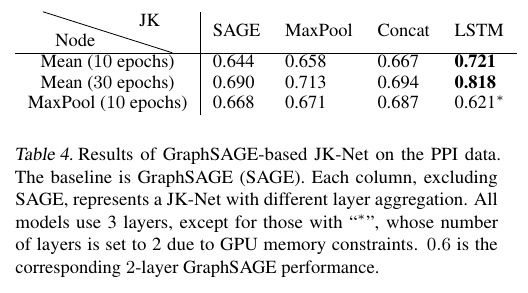 JK
Node
SAGE MaxPool Concat LSTM
Mean (10 epochs) 0.644 0.658 0.667 0.721
Mean (30 epochs) 0.690 0.713 0.694 0.818
MaxPool (10 epochs) 0.668 0.671 0.687 0.621*
Table 4. Results of GraphSAGE-based JK-Net on the PPI data.
The baseline is GraphSAGE (SAGE). Each column, excluding
SAGE, represents a JK-Net with different layer aggregation. All
models use 3 layers, except for those with “*”, whose number
of layers is set to 2 due to GPU memory constraints. 0.6 is the
corresponding 2-layer GraphSAGE performance.